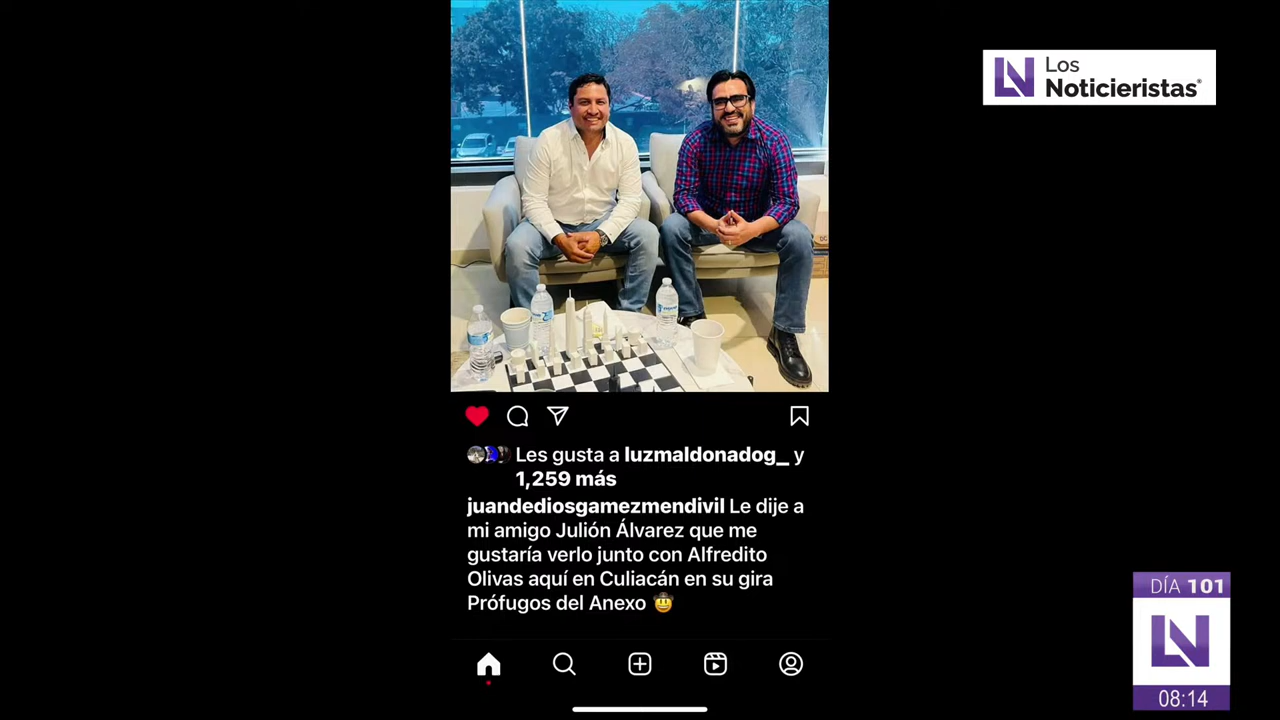 Los
Noticieristas
Les gusta a luzmaldonadog_ y
1,259 más
juandediosgamezmendivil Le dije a
mi amigo Julión Álvarez que me
gustaría verlo junto con Alfredito
Olivas aquí en Culiacán en su gira
Prófugos del Anexo 🤠
DÍA 101
LN
08:14